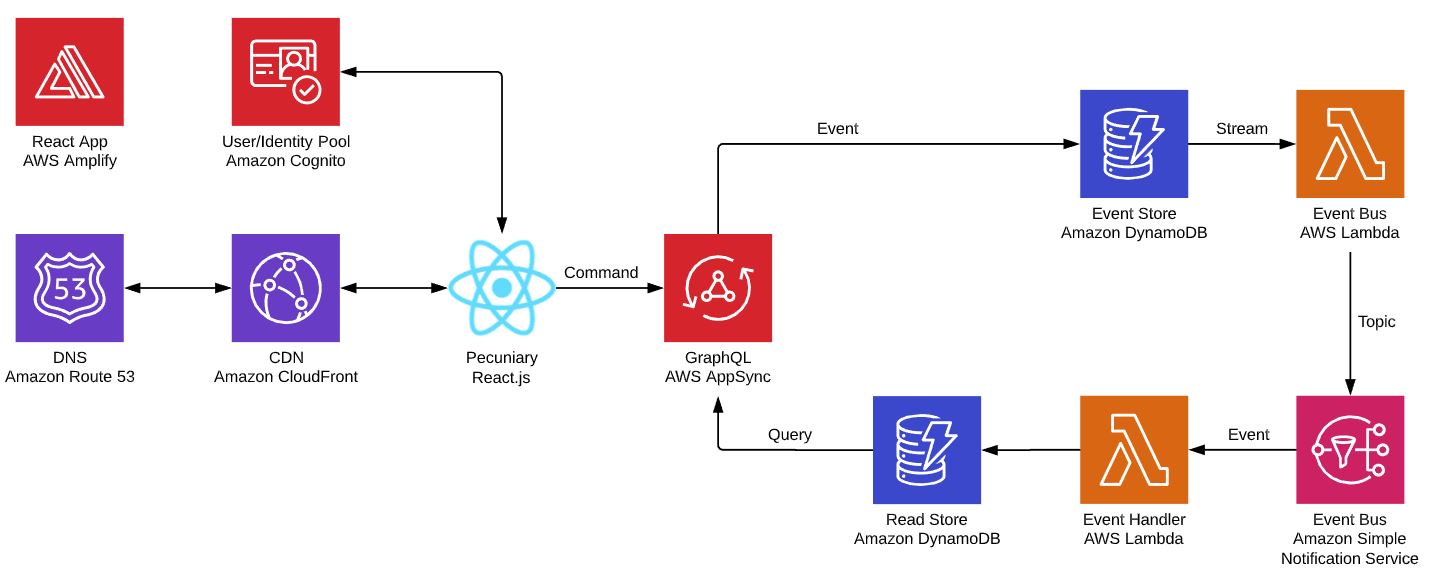 React App
AWS Amplify
User/Identity Pool
Amazon Cognito
Event
Event Store
Amazon DynamoDB
Stream
Event Bus
AWS Lambda
53
DNS
Amazon Route 53
CDN
Amazon CloudFront
Pecuniary
React.js
Command
GraphQL
AWS AppSync
Topic
Query
Read Store
Amazon DynamoDB
Event Handler
AWS Lambda
Event
Event Bus
Amazon Simple
Notification Service